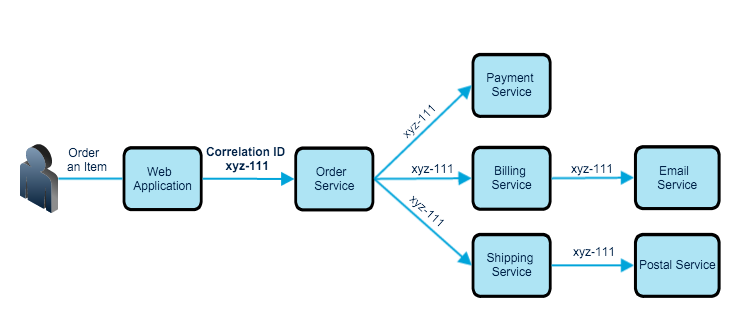 Order
an Item
Web
Application
Correlation ID
xyz-111
Order
Service
xyz-111
Payment
Service
xyz-111
Billing
Service
xyz-111
Email
Service
xyz-111
Shipping
Service
xyz-111
Postal Service